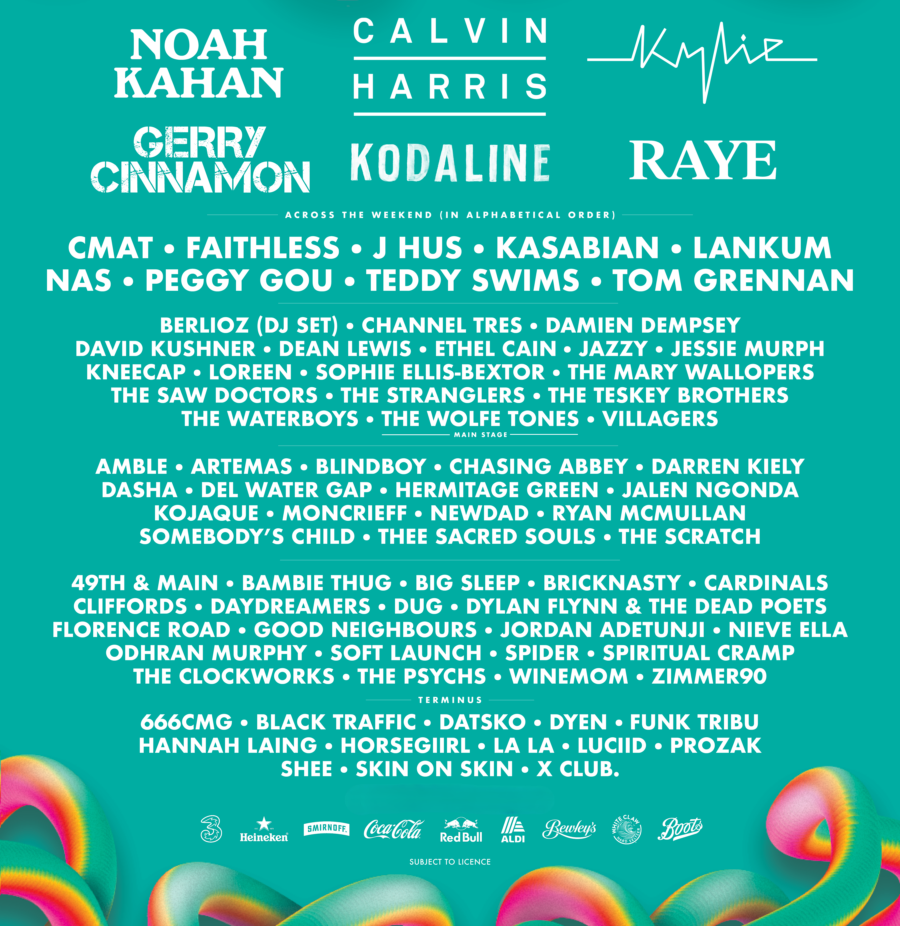 NOAH
KAHAN
CALVIN
HARRIS
Kylie
GERRY
CINNAMON
KODALINE
RAYE
ACROSS THE WEEKEND (IN ALPHABETICAL ORDER)
CMAT • FAITHLESS • J HUS • KASABIAN • LANKUM
NAS • PEGGY GOU • TEDDY SWIMS • TOM GRENNAN
BERLIOZ (DJ SET) • CHANNEL TRES • DAMIEN DEMPSEY
DAVID KUSHNER • DEAN LEWIS • ETHEL CAIN • JAZZY • JESSIE MURPH
KNEECAP • LOREEN • SOPHIE ELLIS-BEXTOR • THE MARY WALLOPERS
THE SAW DOCTORS • THE STRANGLERS • THE TESKEY BROTHERS
THE WATERBOYS • THE WOLFE TONES • VILLAGERS
MAIN STAGE
AMBLE • ARTEMAS • BLINDBOY • CHASING ABBEY • DARREN KIELY
DASHA • DEL WATER GAP • HERMITAGE GREEN • JALEN NGONDA
KOJAQUE • MONCRIEFF • NEWDAD • RYAN MCMULLAN
SOMEBODY'S CHILD • THEE SACRED SOULS • THE SCRATCH
49TH & MAIN • BAMBIE THUG • BIG SLEEP • BRICKNASTY • CARDINALS
CLIFFORDS • DAYDREAMERS • DUG • DYLAN FLYNN & THE DEAD POETS
FLORENCE ROAD • GOOD NEIGHBOURS • JORDAN ADETUNJI • NIEVE ELLA
ODHRAN MURPHY • SOFT LAUNCH • SPIDER • SPIRITUAL CRAMP
THE CLOCKWORKS • THE PSYCHS • WINEMOM • ZIMMER90
TERMINUS
666CMG • BLACK TRAFFIC • DATSKO • DYEN • FUNK TRIBU
HANNAH LAING • HORSEGIIRL • LA LA • LUCIID • PROZAK
SHEE • SKIN ON SKIN • X CLUB.
3 Heineken SMIRNOFF. Coca-Cola Red Bull ALDI Bewley's WHITE CLAW Boots
SUBJECT TO LICENCE